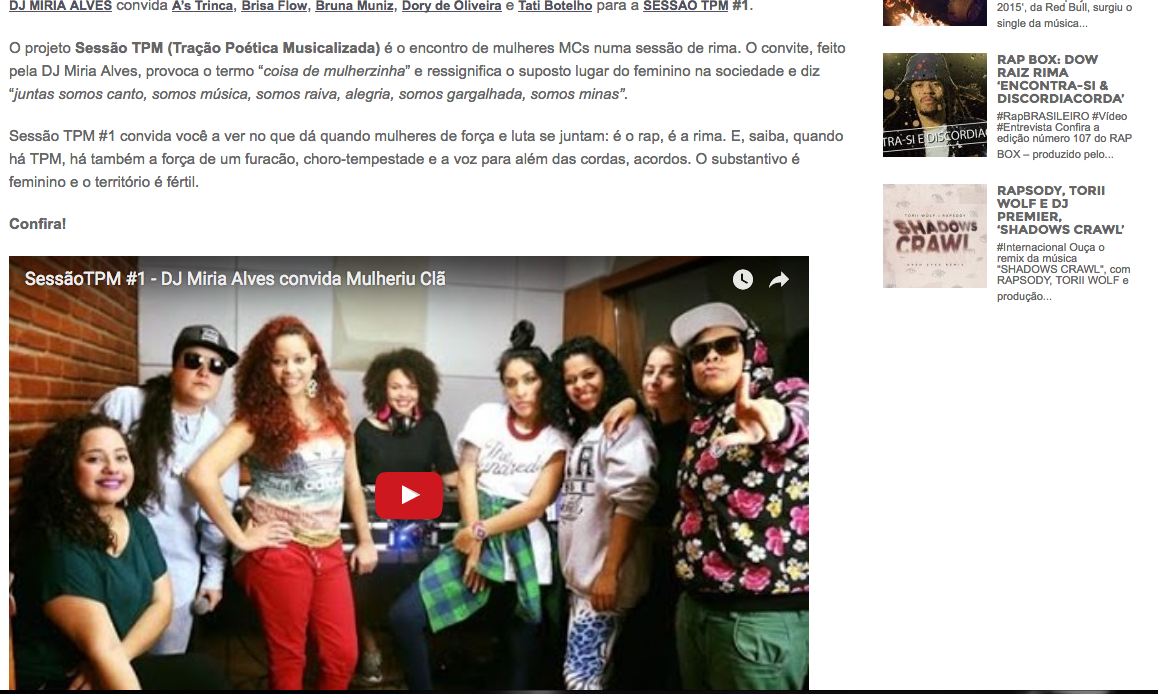 DJ MIRIA ALVES convida A's Trinca, Brisa Flow, Bruna Muniz, Dory de Oliveira e Tati Botelho para a SESSÃO TPM #1.
O projeto Sessão TPM (Tração Poética Musicalizada) é o encontro de mulheres MCs numa sessão de rima. O convite, feito
pela DJ Miria Alves, provoca o termo “coisa de mulherzinha” e ressignifica o suposto lugar do feminino na sociedade e diz
“juntas somos canto, somos música, somos raiva, alegria, somos gargalhada, somos minas”.
Sessão TPM #1 convida você a ver no que dá quando mulheres de força e luta se juntam: é o rap, é a rima. E, saiba, quando
há TPM, há também a força de um furacão, choro-tempestade e a voz para além das cordas, acordos. O substantivo é
feminino e o território é fértil.
Confira!
SessãoTPM #1 - DJ Miria Alves convida Mulheriu Clã
The
Hundreds
2015', da Red Bull, surgiu o
single da música...
RAP BOX: DOW
RAIZ RIMA
‘ENCONTRA-SI &
DISCORDIACORDA’
#RapBRASILEIRO #Vídeo
#Entrevista Confira a
edição número 107 do RAP
BOX – produzido pelo...
TRA-SI E DISCORDIA
RAPSODY, TORII
WOLF E DJ
PREMIER,
‘SHADOWS CRAWL’
#Internacional Ouça o
remix da música
"SHADOWS CRAWL", com
RAPSODY, TORII WOLF e
produção...
TORII WOLF / RAPSODY
SHADOWS
CRAWL